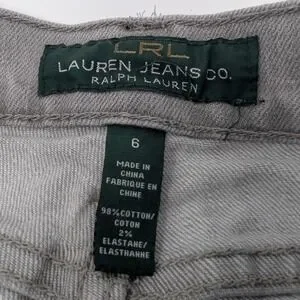 LRL
LAUREN JEANS CO.
RALPH LAUREN
6
MADE IN
CHINA
FABRIQUE EN
CHINE
98% COTTON/
COTON
2%
ELASTANE/
ELASTHANNE